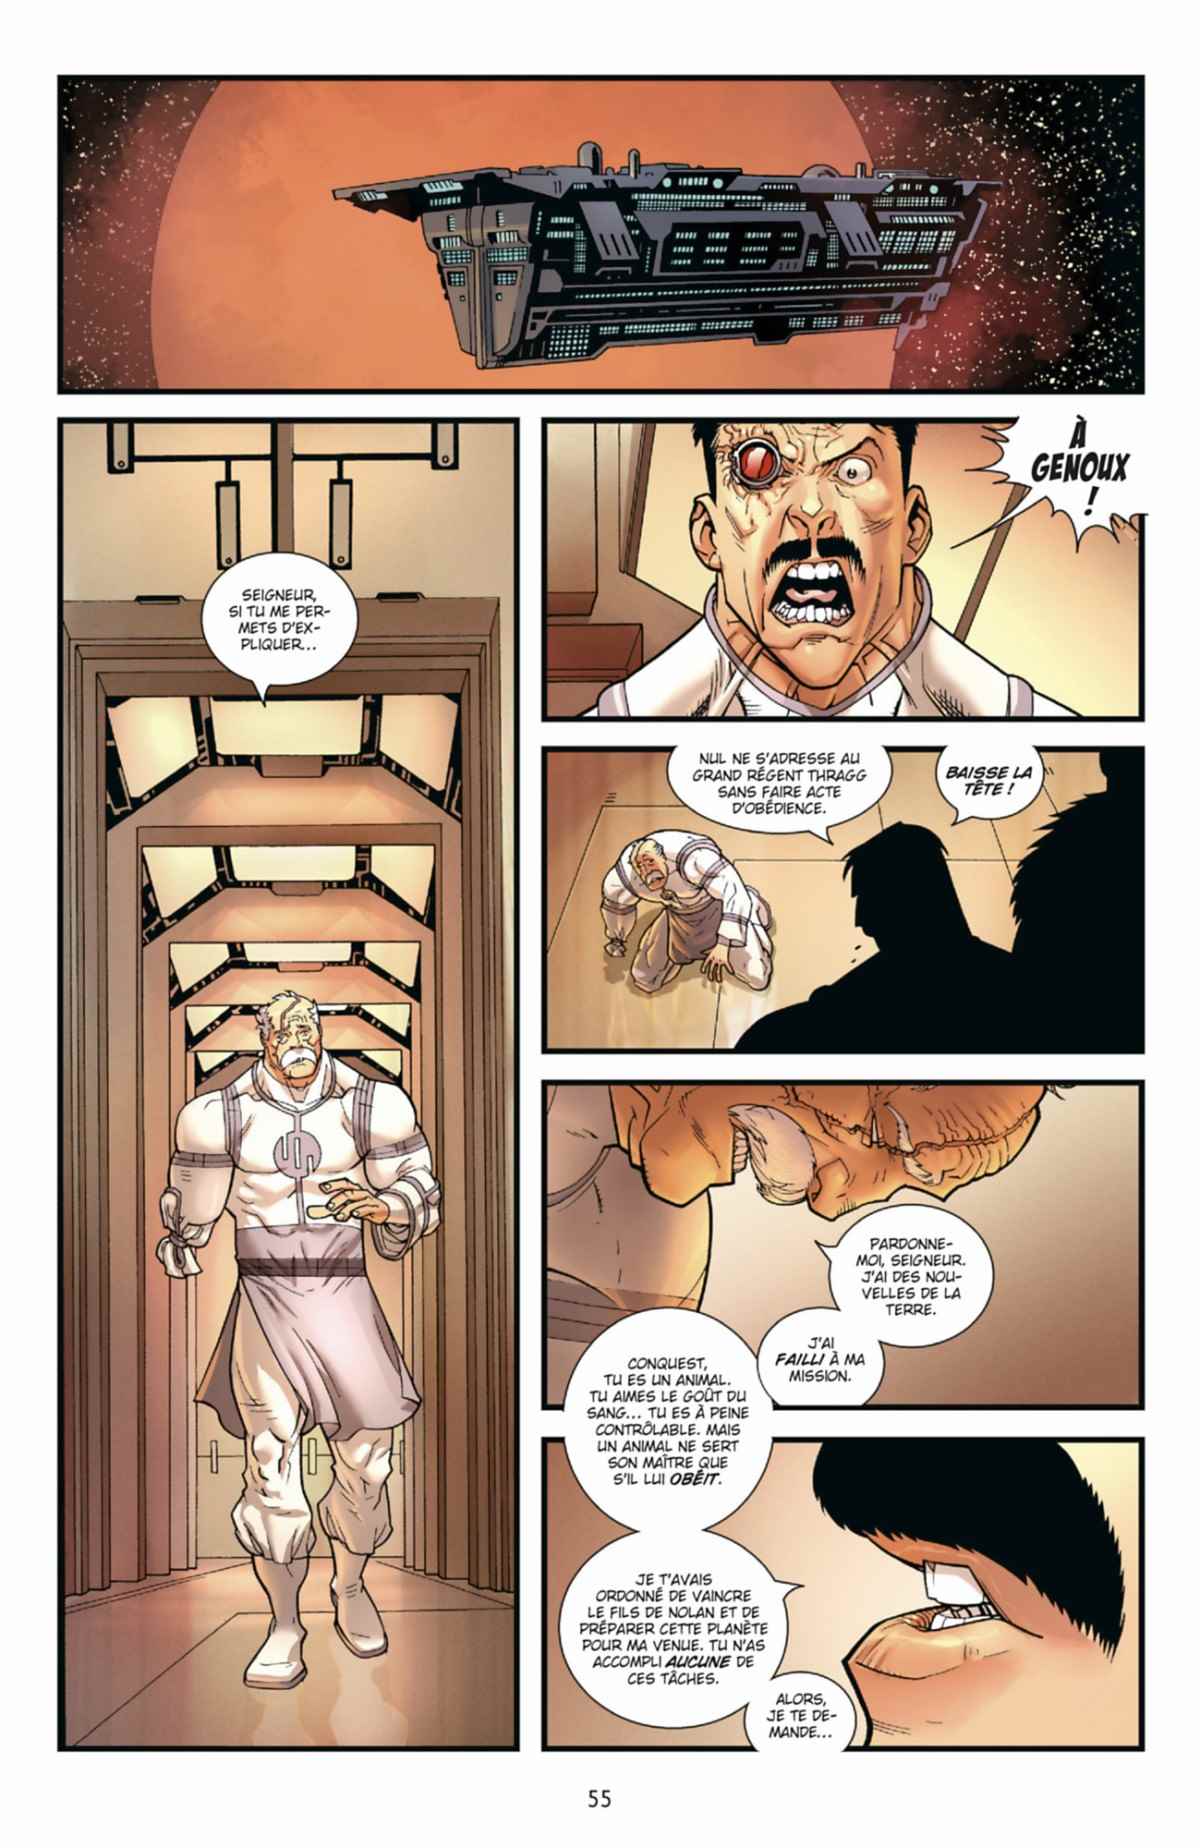 SEIGNEUR,
SI TU ME PER-
METS D'EX-
PLIQUER...
À
GENOUX
!
NUL NE S'ADRESSE AU
GRAND RÉGENT THRAGG
SANS FAIRE ACTE
D'OBÉDIENCE.
BAISSE LA
TÊTE !
PARDONNE-
MOI, SEIGNEUR.
J'AI DES NOU-
VELLES DE LA
TERRE.
J'AI
FAILLI À MA
MISSION.
CONQUEST,
TU ES UN ANIMAL.
TU AIMES LE GOÛT DU
SANG... TU ES À PEINE
CONTRÔLABLE. MAIS
UN ANIMAL NE SERT
SON MAÎTRE QUE
S'IL LUI OBÉIT.
JE T'AVAIS
ORDONNÉ DE VAINCRE
LE FILS DE NOLAN ET DE
PRÉPARER CETTE PLANÈTE
POUR MA VENUE. TU N'AS
ACCOMPLI AUCUNE DE
CES TÂCHES.
ALORS,
JE TE DE-
MANDE...
55